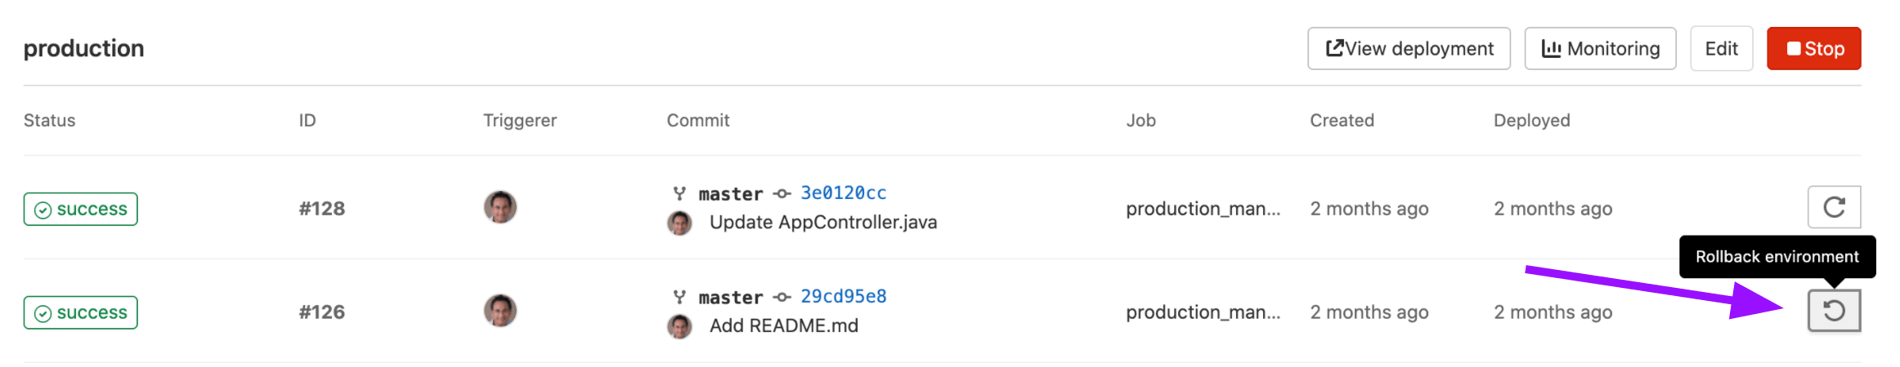 production
View deployment
Monitoring
Edit
Stop
Status
ID
Triggerer
Commit
Job
Created
Deployed
success
#128
master
3e0120cc
Update AppController.java
production_man...
2 months ago
2 months ago
Rollback environment
success
#126
master
29cd95e8
Add README.md
production_man...
2 months ago
2 months ago